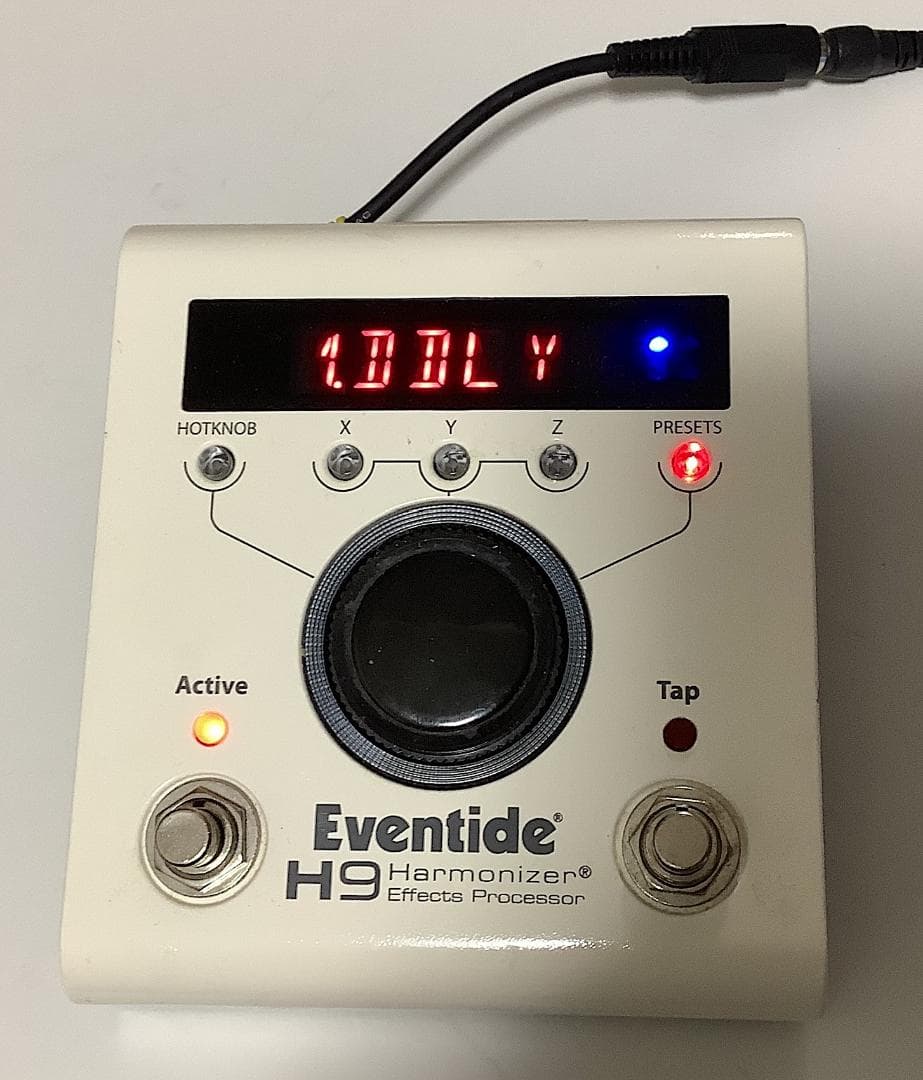 1.DDLY
HOTKNOB X Y Z PRESETS
Active
Tap
Eventide®
H9 Harmonizer®
Effects Processor